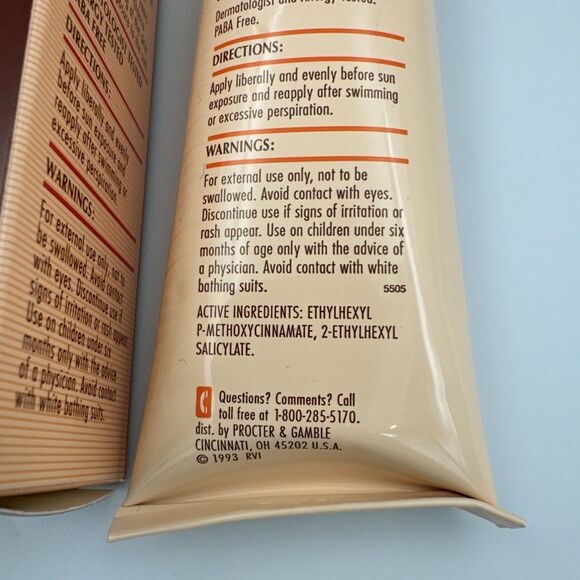 OLOGIST TESTED
ERGY TESTED
ABA FREE
Apply liberally and evenly
before sun exposure and
reapply after swimming or
excessive perspiration.
WARNINGS:
For external use only, not to
be swallowed. Avoid contact
with eyes. Discontinue use if
signs of irritation or rash appear.
Use on children under six
months only with the advice
of a physician. Avoid contact
with white bathing suits.
Dermatologist and Allergy Tested.
PABA Free.
DIRECTIONS:
Apply liberally and evenly before sun
exposure and reapply after swimming
or excessive perspiration.
WARNINGS:
For external use only, not to be
swallowed. Avoid contact with eyes.
Discontinue use if signs of irritation or
rash appear. Use on children under six
months of age only with the advice of
a physician. Avoid contact with white
bathing suits.
5505
ACTIVE INGREDIENTS: ETHYLHEXYL
P-METHOXYCINNAMATE, 2-ETHYLHEXYL
SALICYLATE.
Questions? Comments? Call
toll free at 1-800-285-5170.
dist. by PROCTER & GAMBLE
CINCINNATI, OH 45202 U.S.A.
© 1993 RVI